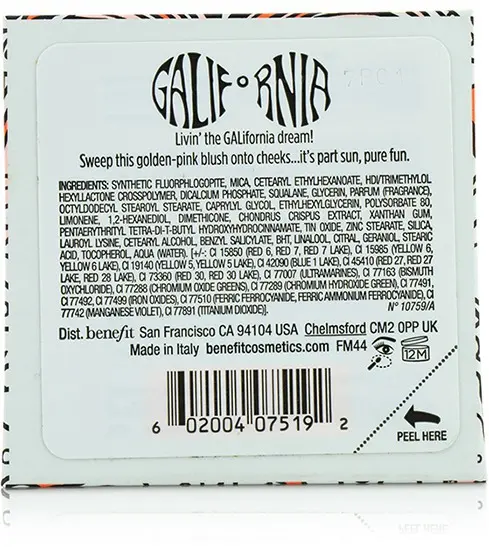 GALIFORNIA
7F01
Livin' the GALifornia dream!
Sweep this golden-pink blush onto cheeks...it's part sun, pure fun.
INGREDIENTS: SYNTHETIC FLUORPHLOGOPITE, MICA, CETEARYL ETHYLHEXANOATE, HDI/TRIMETHYLOL
HEXYLLACTONE CROSSPOLYMER, DICALCIUM PHOSPHATE, SQUALANE, GLYCERIN, PARFUM (FRAGRANCE),
OCTYLDODECYL STEAROYL STEARATE, CAPRYLYL GLYCOL, ETHYLHEXYLGLYCERIN, POLYSORBATE 80,
LIMONENE, 1,2-HEXANEDIOL, DIMETHICONE, CHONDRUS CRISPUS EXTRACT, XANTHAN GUM,
PENTAERYTHRITYL TETRA-DI-T-BUTYL HYDROXYHYDROCINNAMATE, TIN OXIDE, ZINC STEARATE, SILICA,
LAUROYL LYSINE, CETEARYL ALCOHOL, BENZYL SALICYLATE, BHT, LINALOOL, CITRAL, GERANIOL, STEARIC
ACID, TOCOPHEROL, AQUA (WATER). [+/-: CI 15850 (RED 6, RED 7, RED 7 LAKE), CI 15985 (YELLOW 6,
YELLOW 6 LAKE), CI 19140 (YELLOW 5, YELLOW 5 LAKE), CI 42090 (BLUE 1 LAKE), CI 45410 (RED 27, RED 27
LAKE, RED 28 LAKE), CI 73360 (RED 30, RED 30 LAKE), CI 77007 (ULTRAMARINES), CI 77163 (BISMUTH
OXYCHLORIDE), CI 77288 (CHROMIUM OXIDE GREENS), CI 77289 (CHROMIUM HYDROXIDE GREEN), CI 77491,
CI 77492, CI 77499 (IRON OXIDES), CI 77510 (FERRIC FERROCYANIDE, FERRIC AMMONIUM FERROCYANIDE), CI
77742 (MANGANESE VIOLET), CI 77891 (TITANIUM DIOXIDE).] N° 10759/A
Dist. benefit San Francisco CA 94104 USA Chelmsford CM2 0PP UK
Made in Italy benefitcosmetics.com FM44
12M
6 02004 07519 2
PEEL HERE